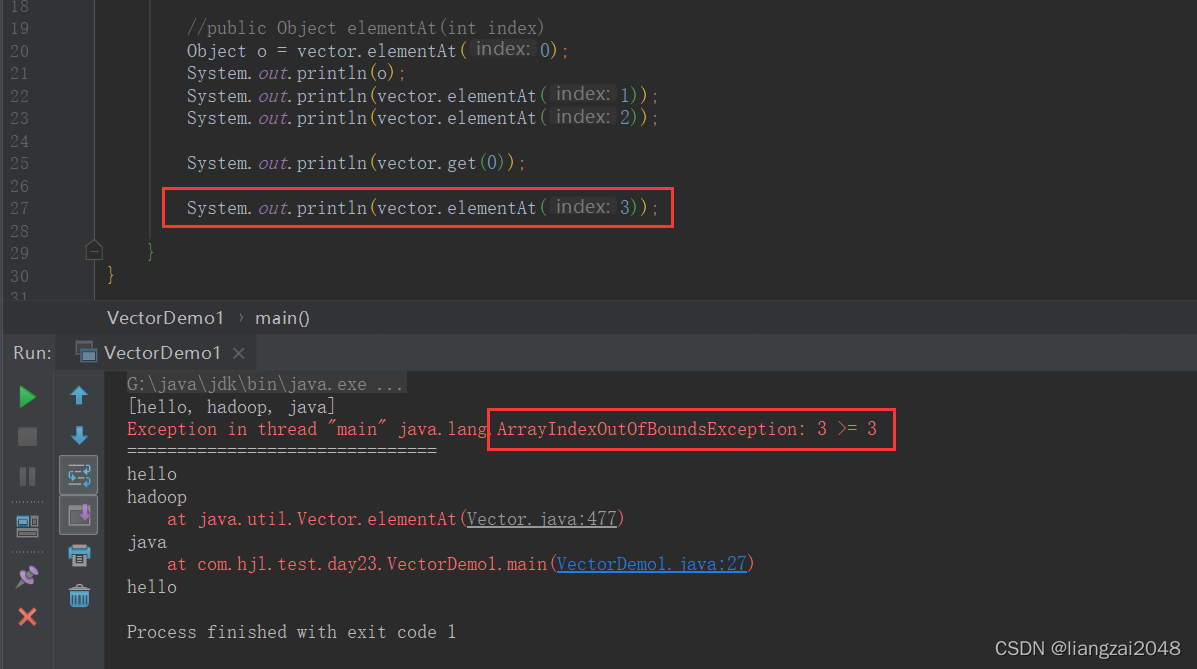 18
19 //public Object elementAt(int index)
20 Object o = vector.elementAt( index: 0);
21 System.out.println(o);
22 System.out.println(vector.elementAt( index: 1));
23 System.out.println(vector.elementAt( index: 2));
24
25 System.out.println(vector.get(0));
26
27 System.out.println(vector.elementAt( index: 3));
28
29 }
30 }
31
VectorDemo1 › main()
Run: VectorDemo1 ×
G:\java\jdk\bin\java.exe ...
[hello, hadoop, java]
Exception in thread "main" java.lang.ArrayIndexOutOfBoundsException: 3 >= 3
===============================
hello
hadoop
at java.util.Vector.elementAt(Vector.java:477)
java
at com.hjl.test.day23.VectorDemo1.main(VectorDemo1.java:27)
hello
Process finished with exit code 1
CSDN @liangzai2048